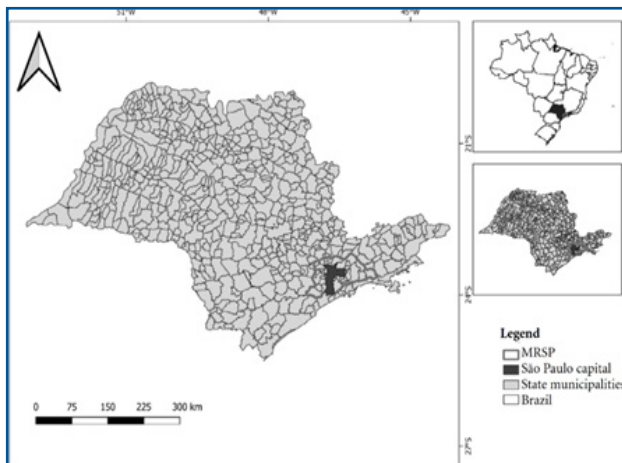 51°W 48°W 45°W
21°S
24°S
27°S
0 75 150 225 300 km
Legend
MRSP
São Paulo capital
State municipalities
Brazil